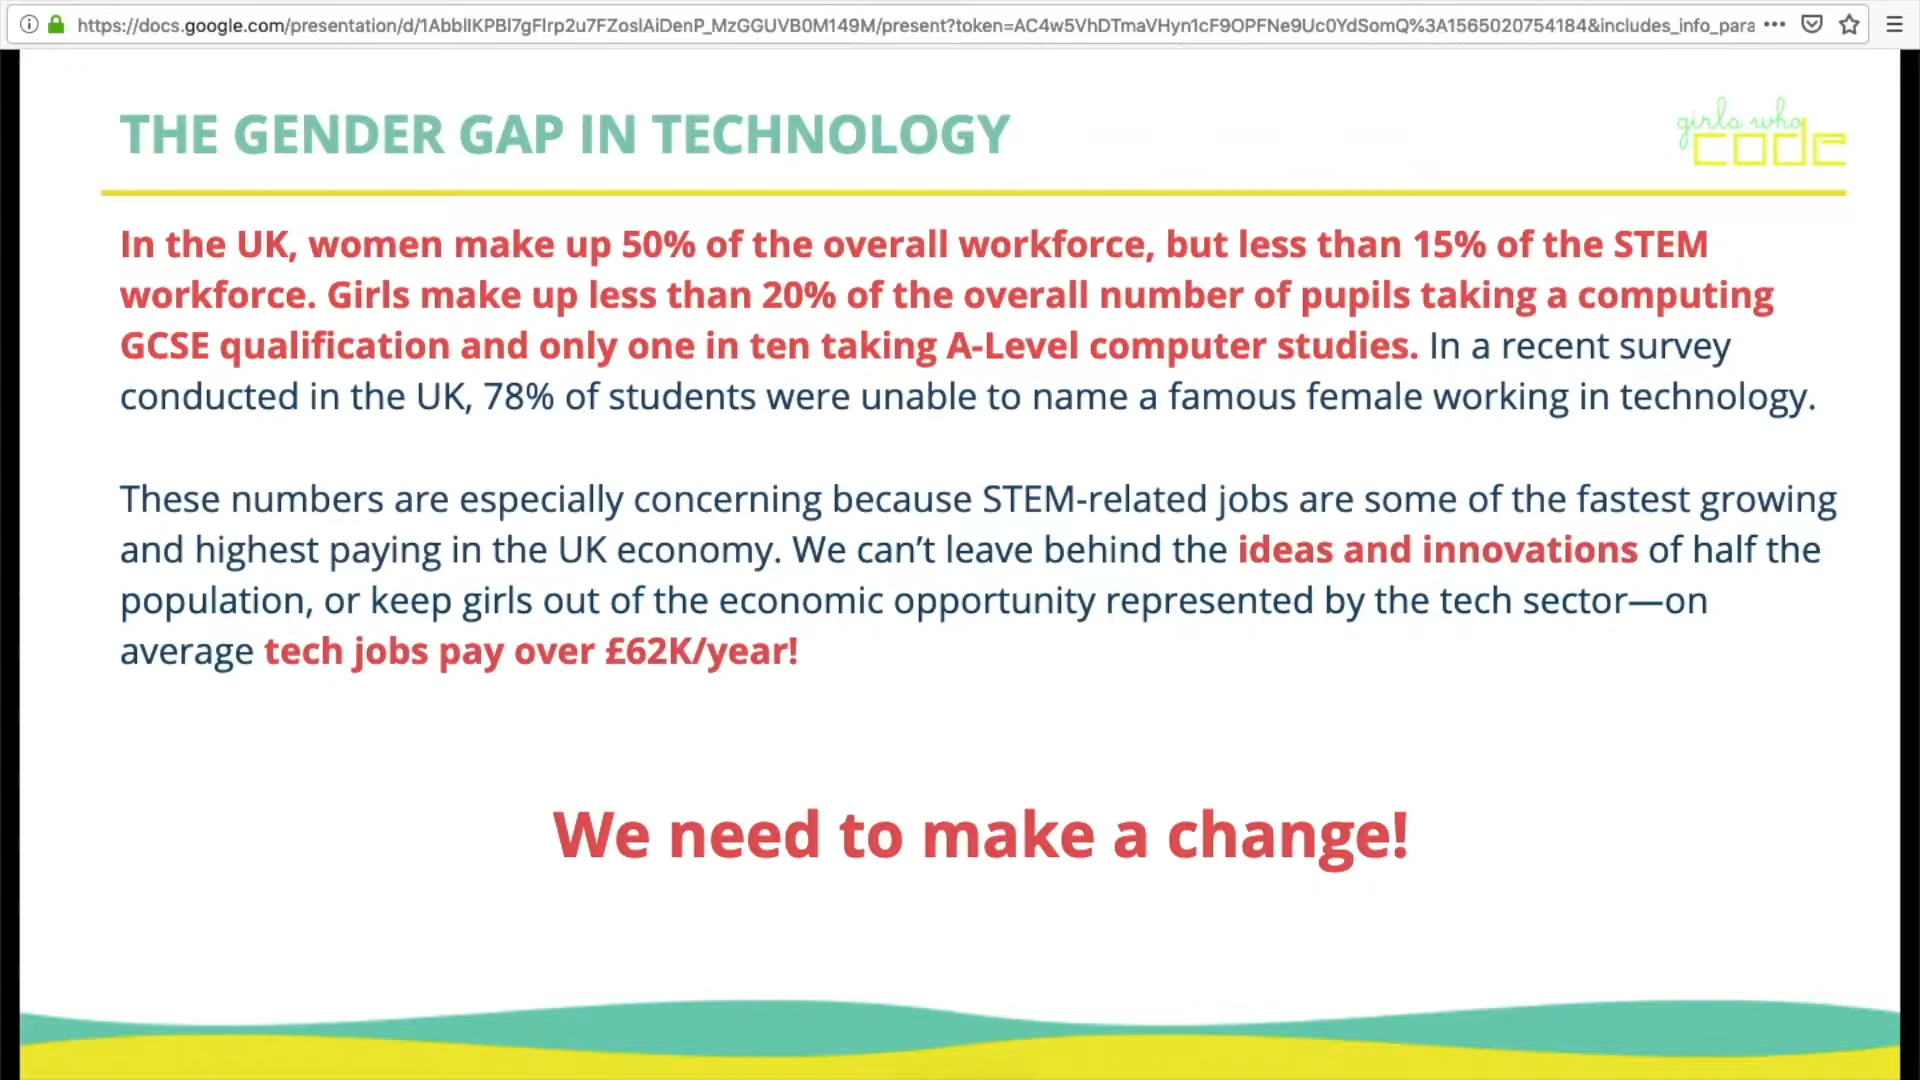 https://docs.google.com/presentation/d/1AbbIlKPBl7gFlrp2u7FZoslAiDenP_MzGGUVB0M149M/present?token=AC4w5VhDTmaVHyn1cF9OPFNe9Uc0YdSomQ%3A1565020754184&includes_info_para
THE GENDER GAP IN TECHNOLOGY
girls who
code
In the UK, women make up 50% of the overall workforce, but less than 15% of the STEM
workforce. Girls make up less than 20% of the overall number of pupils taking a computing
GCSE qualification and only one in ten taking A-Level computer studies. In a recent survey
conducted in the UK, 78% of students were unable to name a famous female working in technology.
These numbers are especially concerning because STEM-related jobs are some of the fastest growing
and highest paying in the UK economy. We can’t leave behind the ideas and innovations of half the
population, or keep girls out of the economic opportunity represented by the tech sector—on
average tech jobs pay over £62K/year!
We need to make a change!